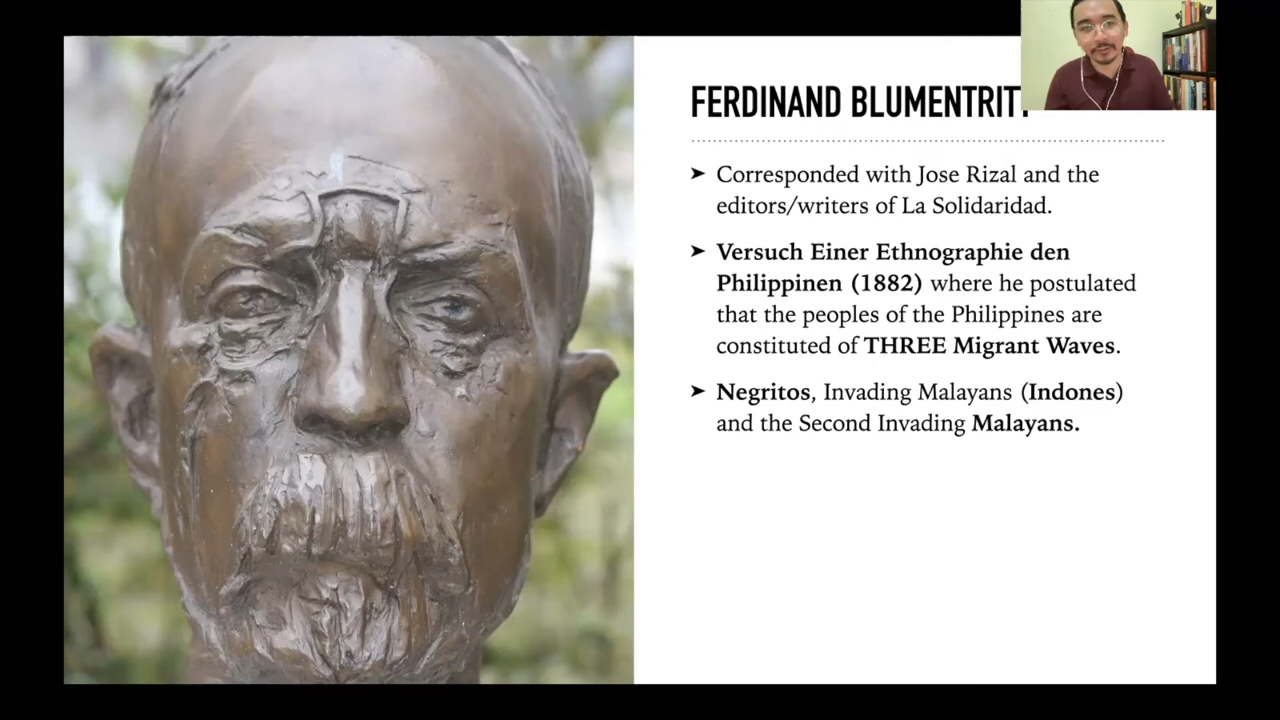 FERDINAND BLUMENTRIT
➤ Corresponded with Jose Rizal and the
editors/writers of La Solidaridad.
➤ Versuch Einer Ethnographie den
Philippinen (1882) where he postulated
that the peoples of the Philippines are
constituted of THREE Migrant Waves.
➤ Negritos, Invading Malayans (Indones)
and the Second Invading Malayans.